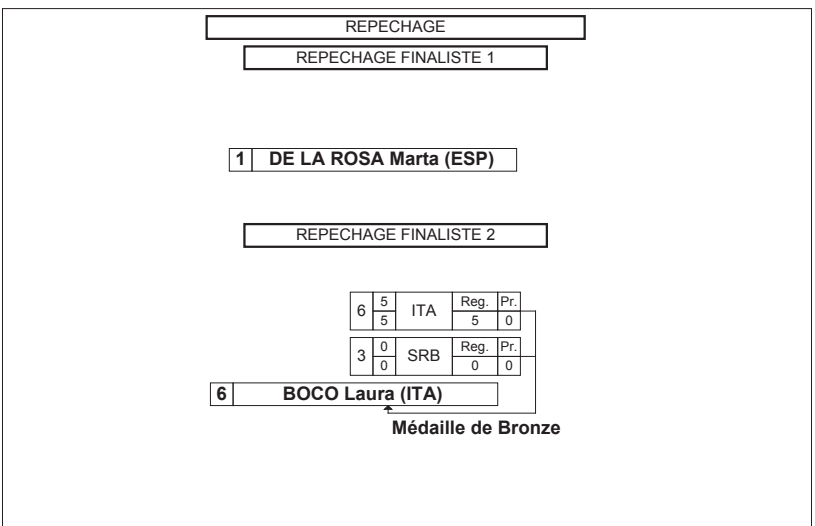 REPECHAGE
REPECHAGE FINALISTE 1
1 DE LA ROSA Marta (ESP)
REPECHAGE FINALISTE 2
6 5 ITA Reg. Pr.
5 5 0
3 0 SRB Reg. Pr.
0 0 0
6 BOCO Laura (ITA)
Médaille de Bronze